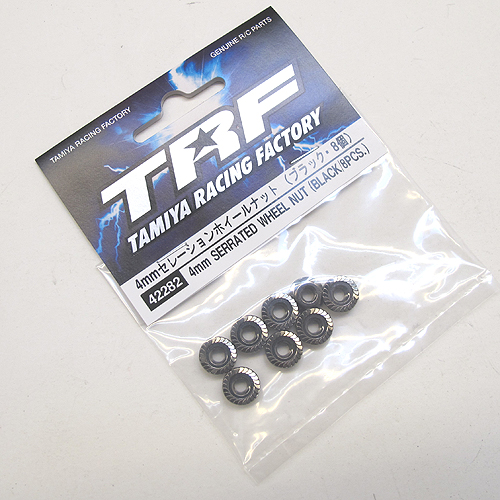 TAMIYA RACING FACTORY
GENUINE R/C PARTS
TRF
TAMIYA RACING FACTORY
4mmセレーションホイールナット (ブラック・8個)
42282 4mm SERRATED WHEEL NUT (BLACK/8PCS.)